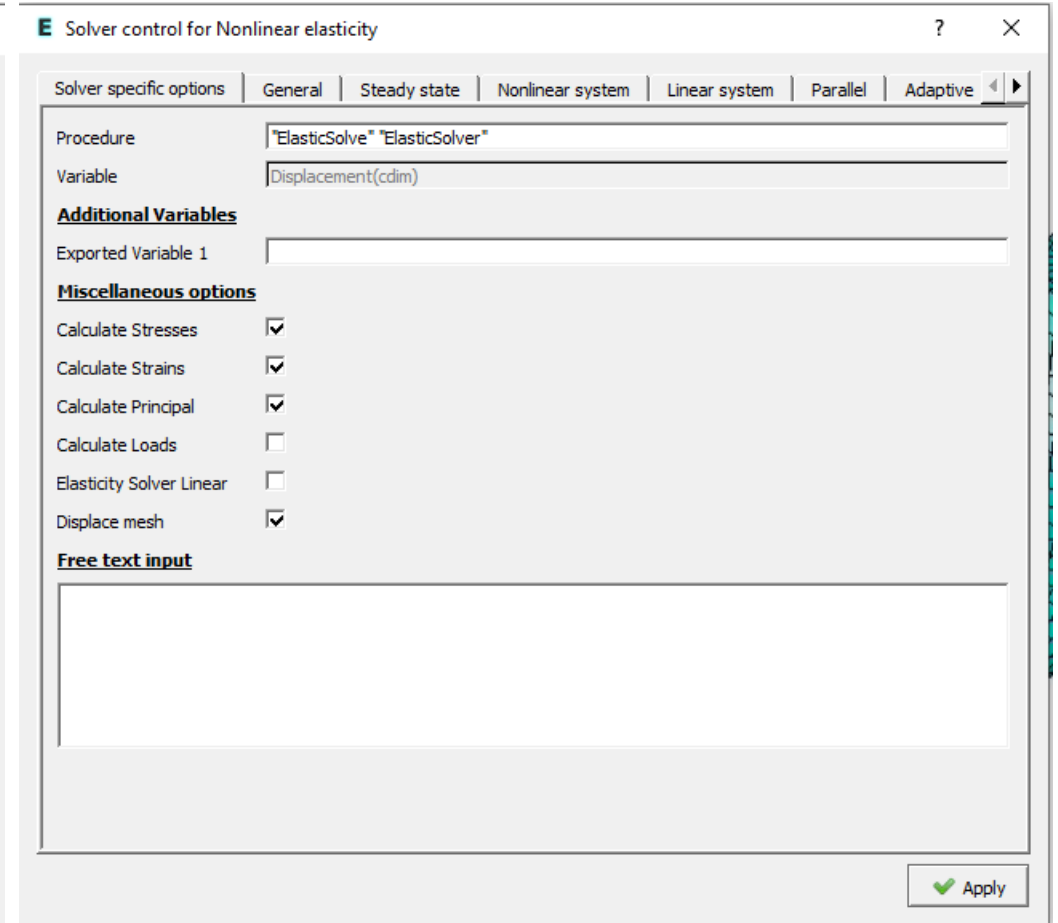 E Solver control for Nonlinear elasticity ?
Solver specific options General Steady state Nonlinear system Linear system Parallel Adaptive
Procedure "ElasticSolve" "ElasticSolver"
Variable Displacement(cdim)
Additional Variables
Exported Variable 1
Miscellaneous options
Calculate Stresses
Calculate Strains
Calculate Principal
Calculate Loads
Elasticity Solver Linear
Displace mesh
Free text input
Apply